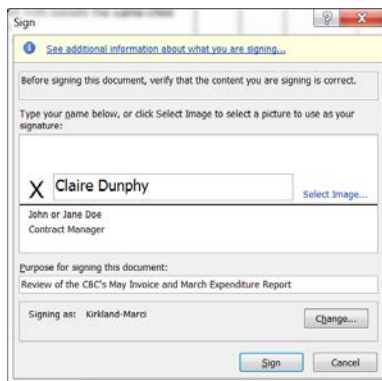 Sign
See additional information about what you are signing...
Before signing this document, verify that the content you are signing is correct.
Type your name below, or click Select Image to select a picture to use as your
signature:
X Claire Dunphy
Select Image...
John or Jane Doe
Contract Manager
Purpose for signing this document:
Review of the CBC's May Invoice and March Expenditure Report
Signing as: Kirkland-Marci
Change...
Sign Cancel